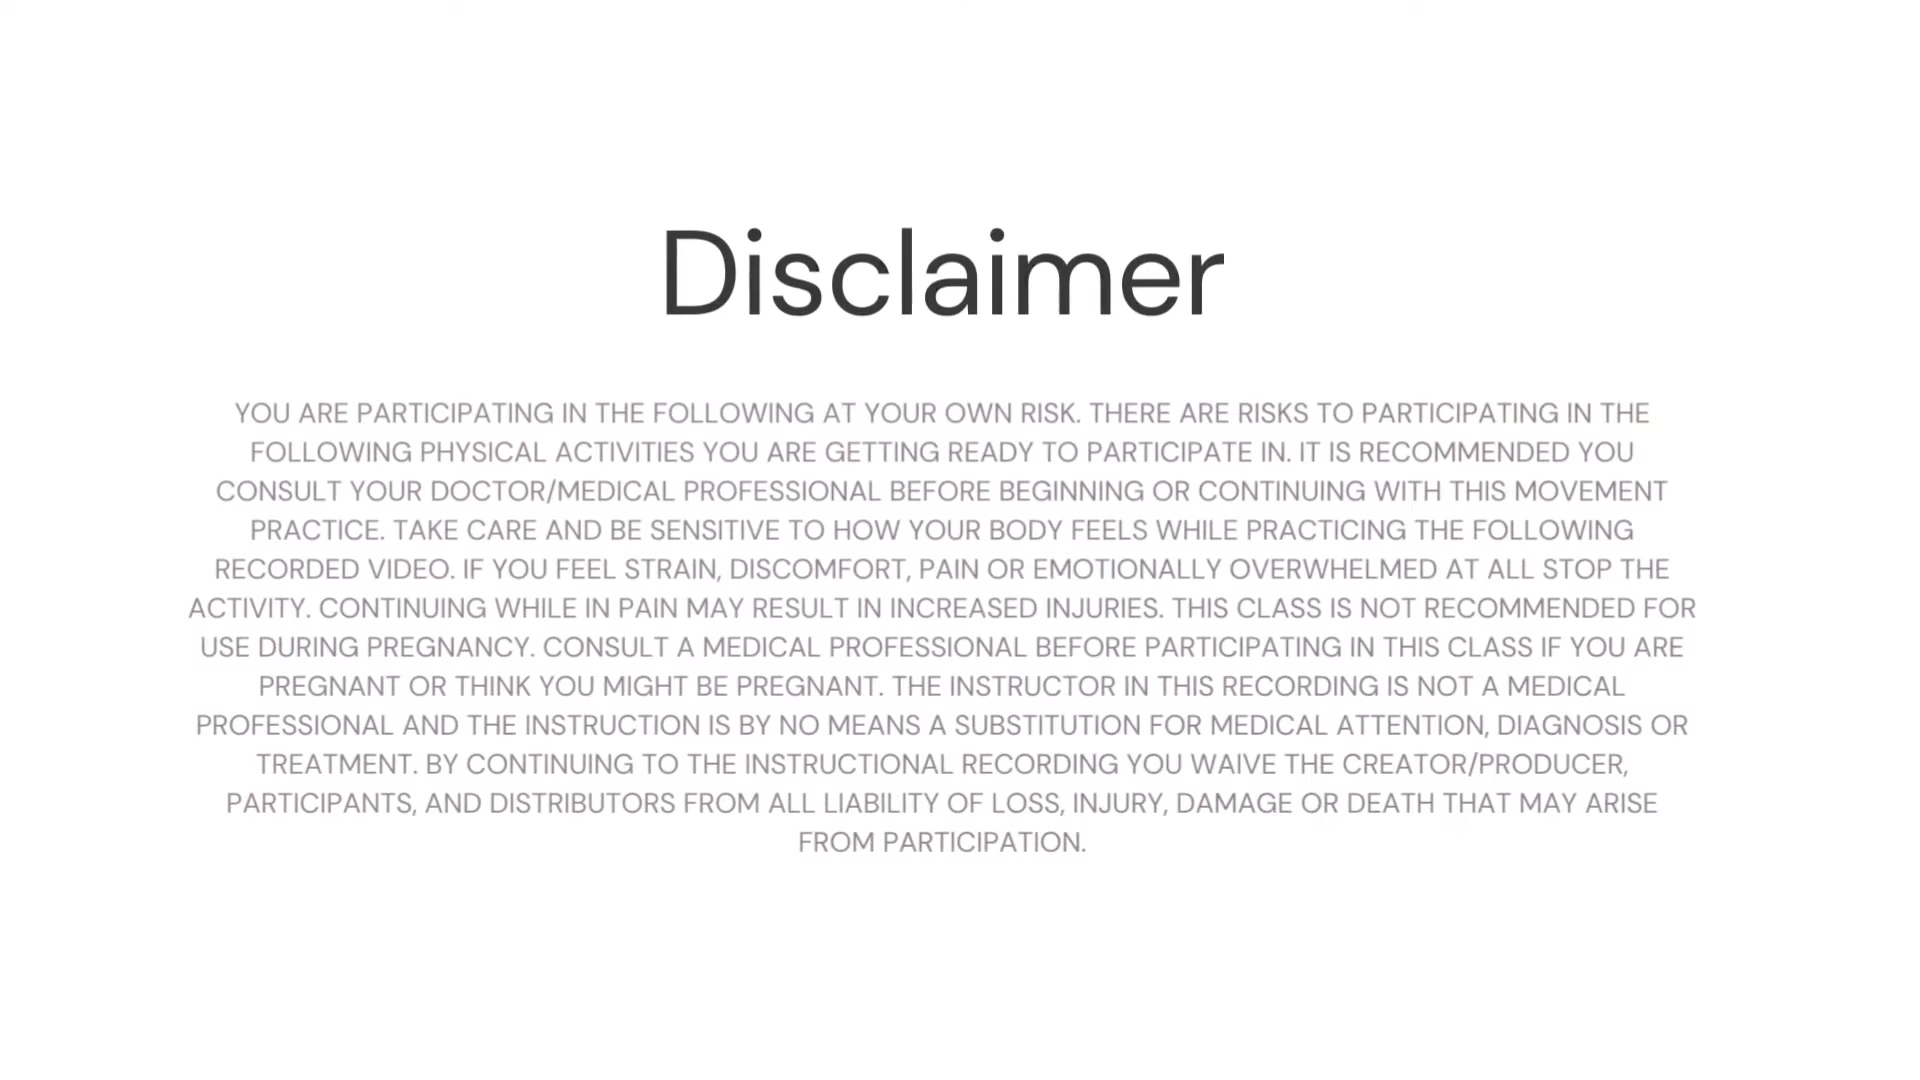 Disclaimer
YOU ARE PARTICIPATING IN THE FOLLOWING AT YOUR OWN RISK. THERE ARE RISKS TO PARTICIPATING IN THE
FOLLOWING PHYSICAL ACTIVITIES YOU ARE GETTING READY TO PARTICIPATE IN. IT IS RECOMMENDED YOU
CONSULT YOUR DOCTOR/MEDICAL PROFESSIONAL BEFORE BEGINNING OR CONTINUING WITH THIS MOVEMENT
PRACTICE. TAKE CARE AND BE SENSITIVE TO HOW YOUR BODY FEELS WHILE PRACTICING THE FOLLOWING
RECORDED VIDEO. IF YOU FEEL STRAIN, DISCOMFORT, PAIN OR EMOTIONALLY OVERWHELMED AT ALL STOP THE
ACTIVITY. CONTINUING WHILE IN PAIN MAY RESULT IN INCREASED INJURIES. THIS CLASS IS NOT RECOMMENDED FOR
USE DURING PREGNANCY. CONSULT A MEDICAL PROFESSIONAL BEFORE PARTICIPATING IN THIS CLASS IF YOU ARE
PREGNANT OR THINK YOU MIGHT BE PREGNANT. THE INSTRUCTOR IN THIS RECORDING IS NOT A MEDICAL
PROFESSIONAL AND THE INSTRUCTION IS BY NO MEANS A SUBSTITUTION FOR MEDICAL ATTENTION, DIAGNOSIS OR
TREATMENT. BY CONTINUING TO THE INSTRUCTIONAL RECORDING YOU WAIVE THE CREATOR/PRODUCER,
PARTICIPANTS, AND DISTRIBUTORS FROM ALL LIABILITY OF LOSS, INJURY, DAMAGE OR DEATH THAT MAY ARISE
FROM PARTICIPATION.